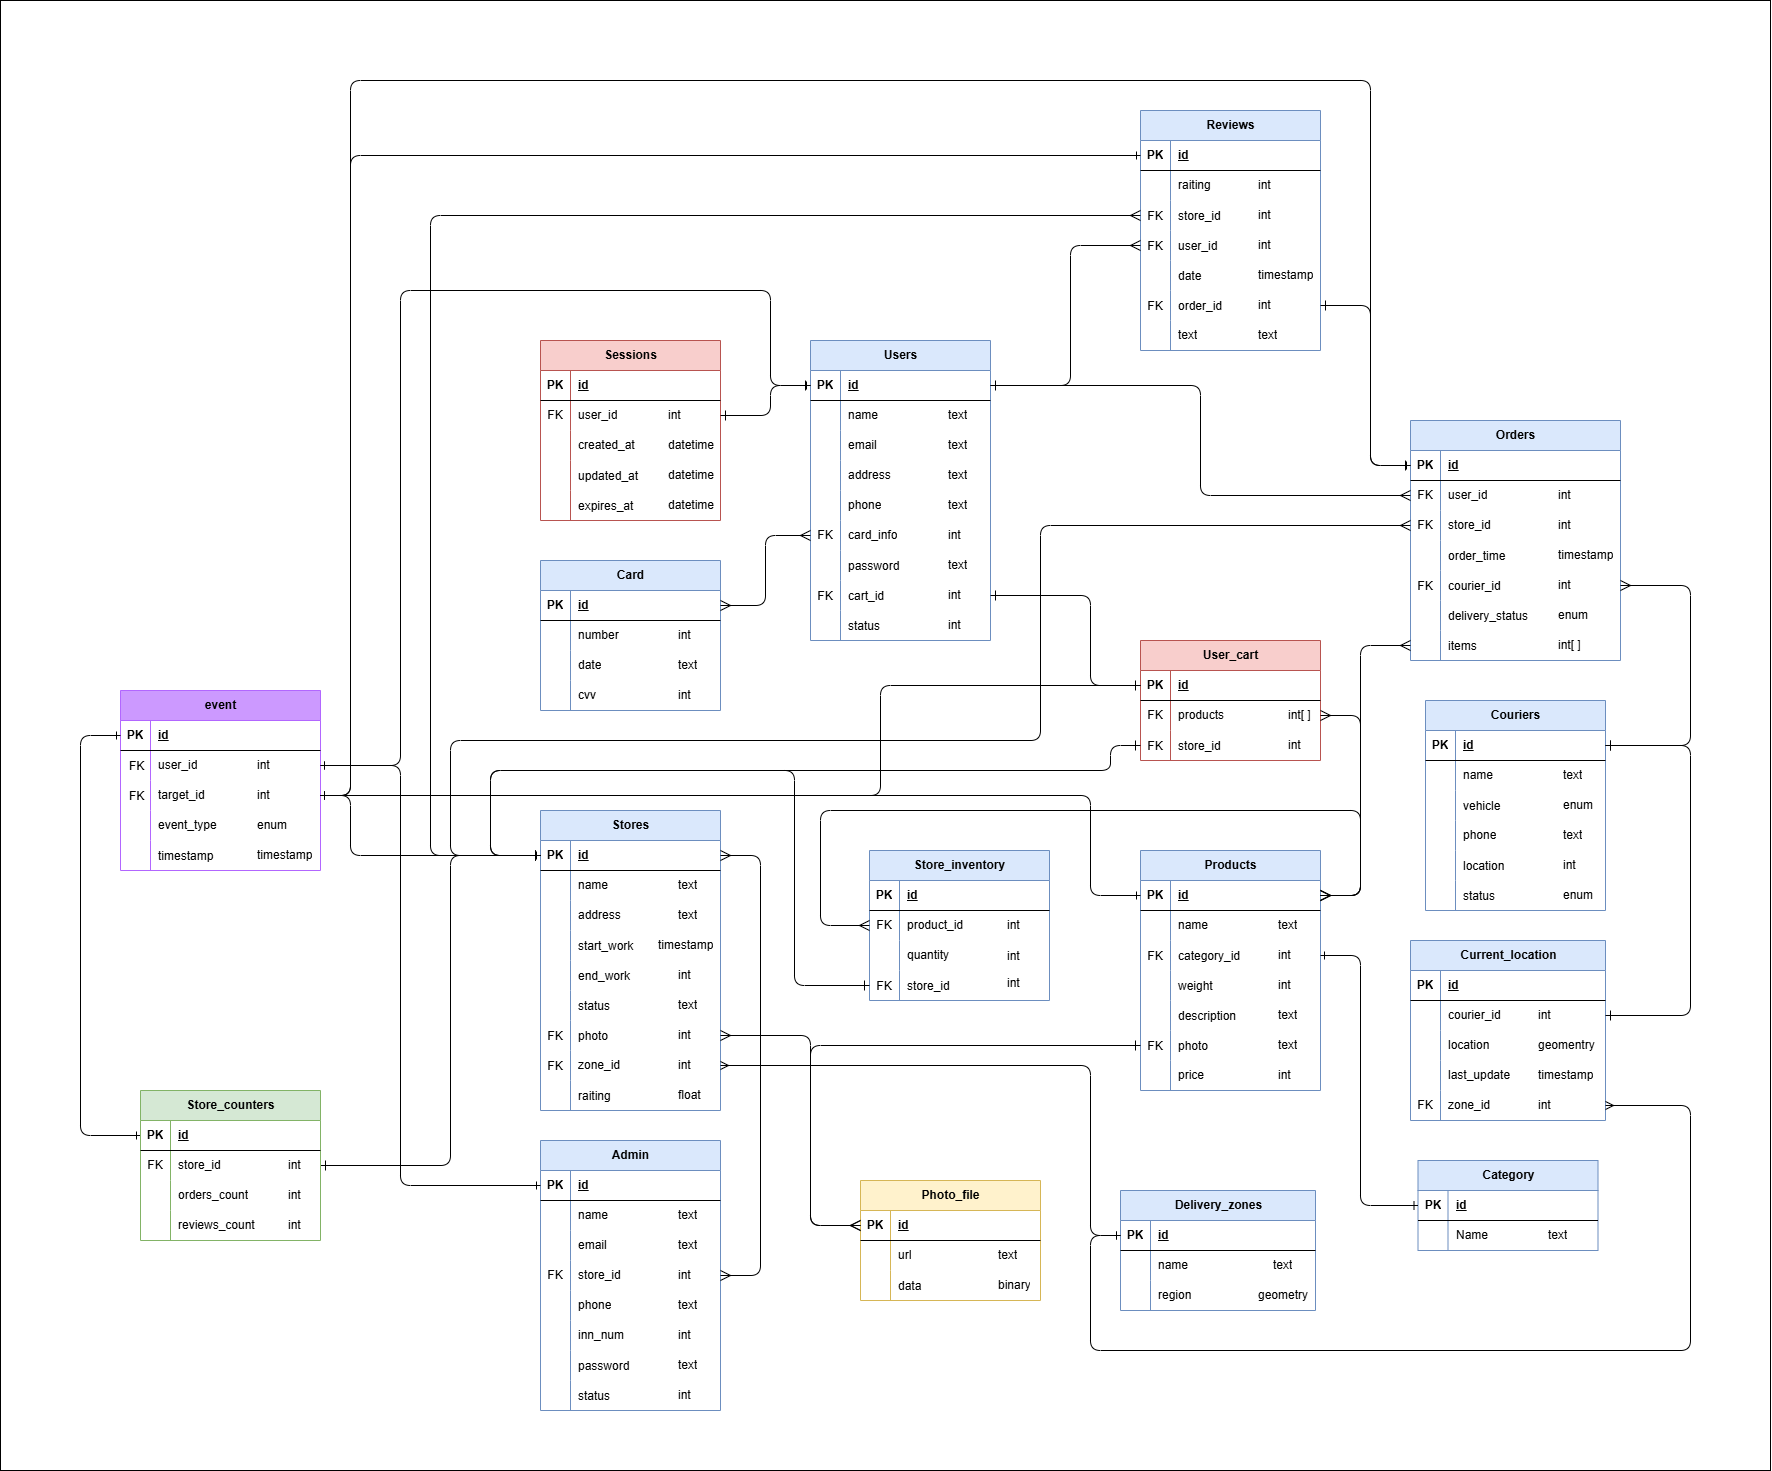 Reviews
PK id
raiting int
FK store_id int
FK user_id int
date timestamp
FK order_id int
text text
Sessions
PK id
FK user_id int
created_at datetime
updated_at datetime
expires_at datetime
Users
PK id
name text
email text
address text
phone text
FK card_info int
password text
FK cart_id int
status int
Orders
PK id
FK user_id int
FK store_id int
order_time timestamp
FK courier_id int
delivery_status enum
items int[ ]
Card
PK id
number int
date text
cvv int
User_cart
PK id
FK products int[ ]
FK store_id int
event
PK id
FK user_id int
FK target_id int
event_type enum
timestamp timestamp
Couriers
PK id
name text
vehicle enum
phone text
location int
status enum
Stores
PK id
name text
address text
start_work timestamp
end_work int
status text
FK photo int
FK zone_id int
raiting float
Store_inventory
PK id
FK product_id int
quantity int
FK store_id int
Products
PK id
name text
FK category_id int
weight int
description text
FK photo text
price int
Current_location
PK id
courier_id int
location geomentry
last_update timestamp
FK zone_id int
Store_counters
PK id
FK store_id int
orders_count int
reviews_count int
Admin
PK id
name text
email text
FK store_id int
phone text
inn_num int
password text
status int
Photo_file
PK id
url text
data binary
Delivery_zones
PK id
name text
region geometry
Category
PK id
Name text